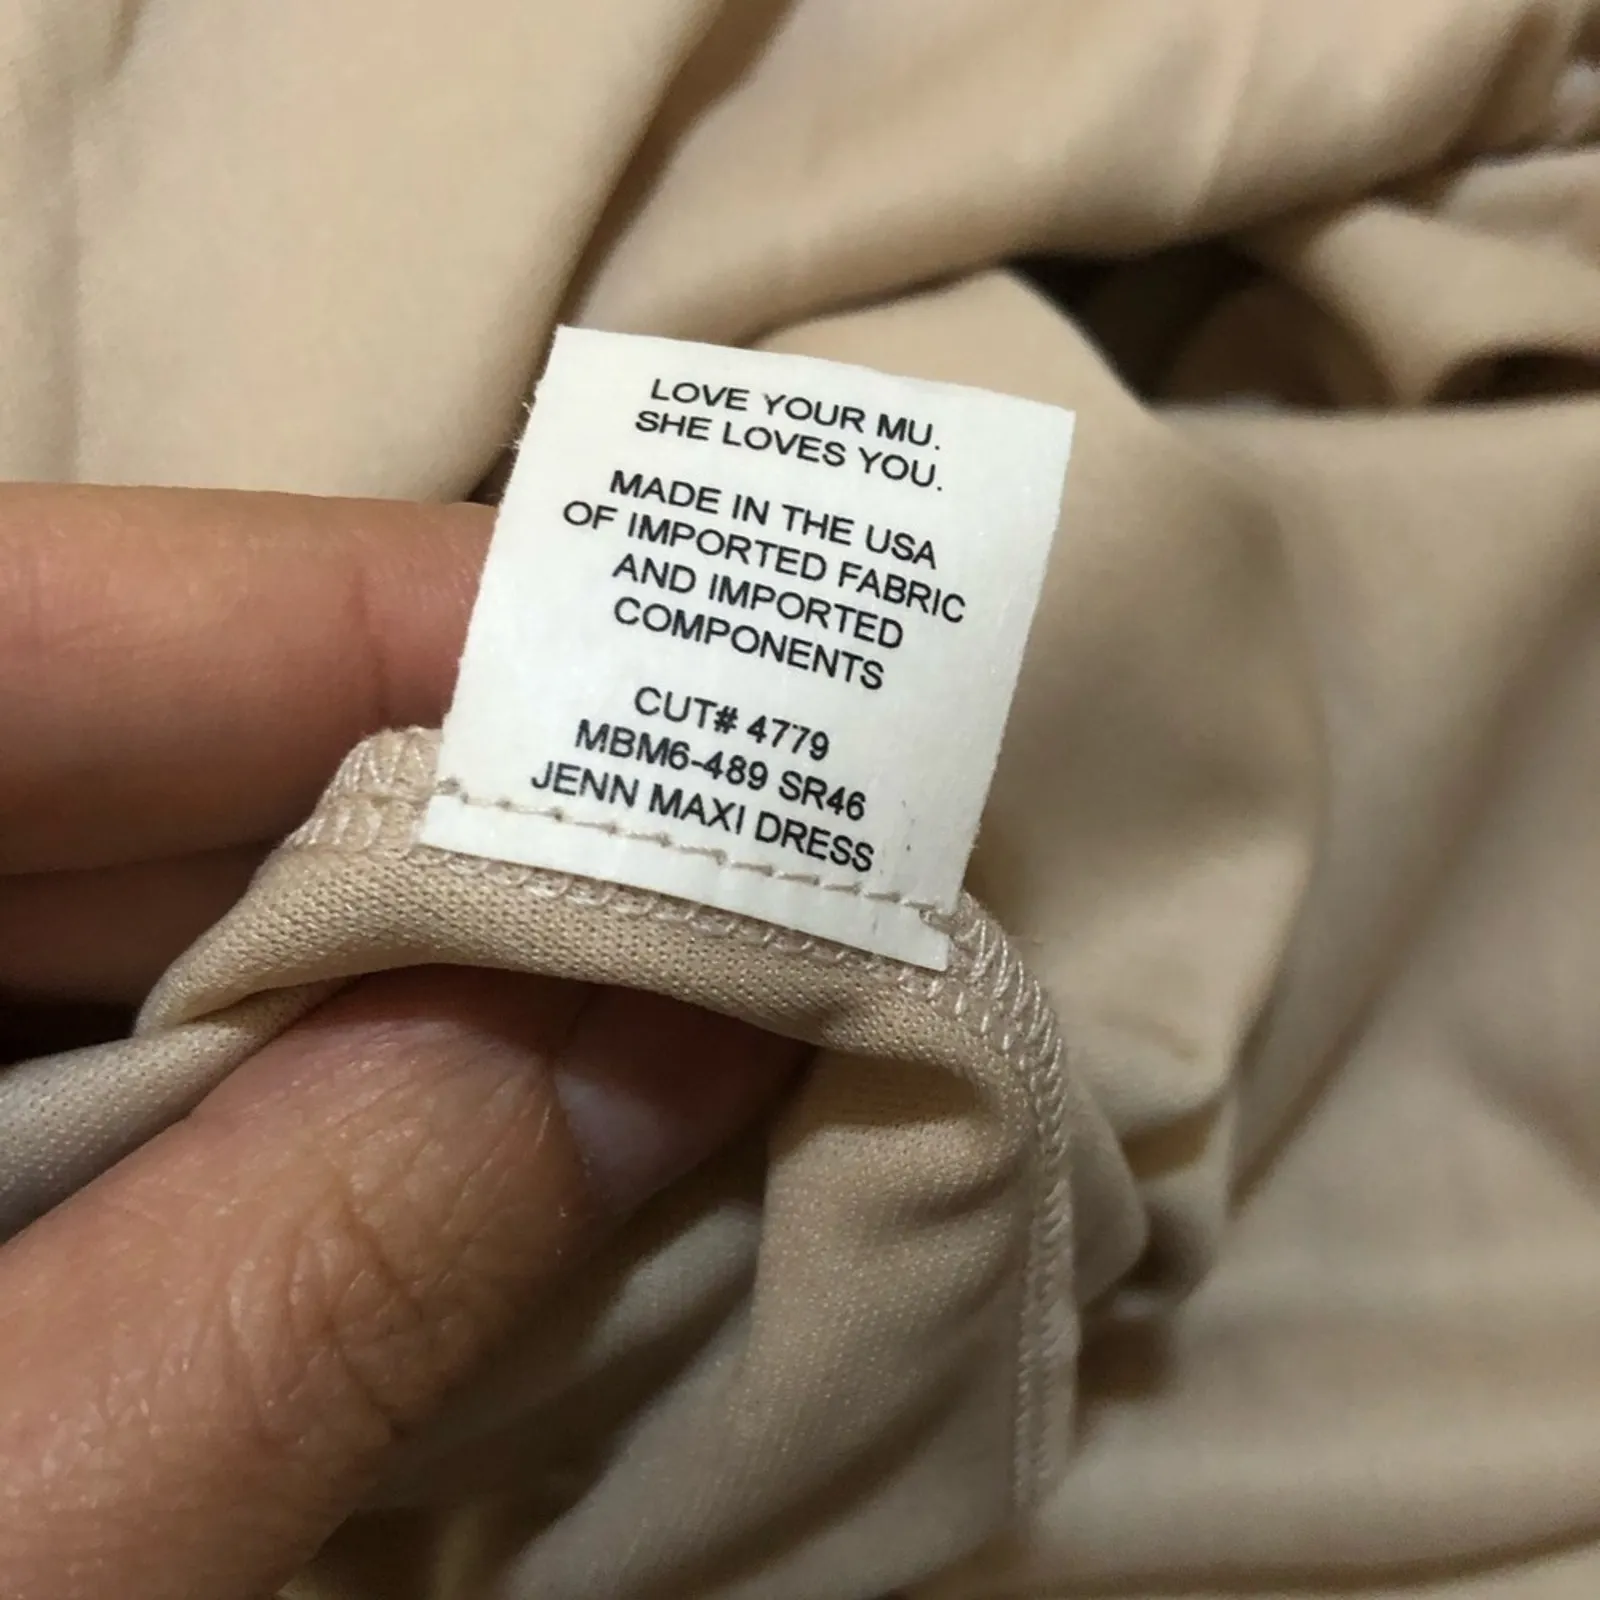 LOVE YOUR MU.
SHE LOVES YOU.
MADE IN THE USA
OF IMPORTED FABRIC
AND IMPORTED
COMPONENTS
CUT# 4779
MBM6-489 SR46
JENN MAXI DRESS